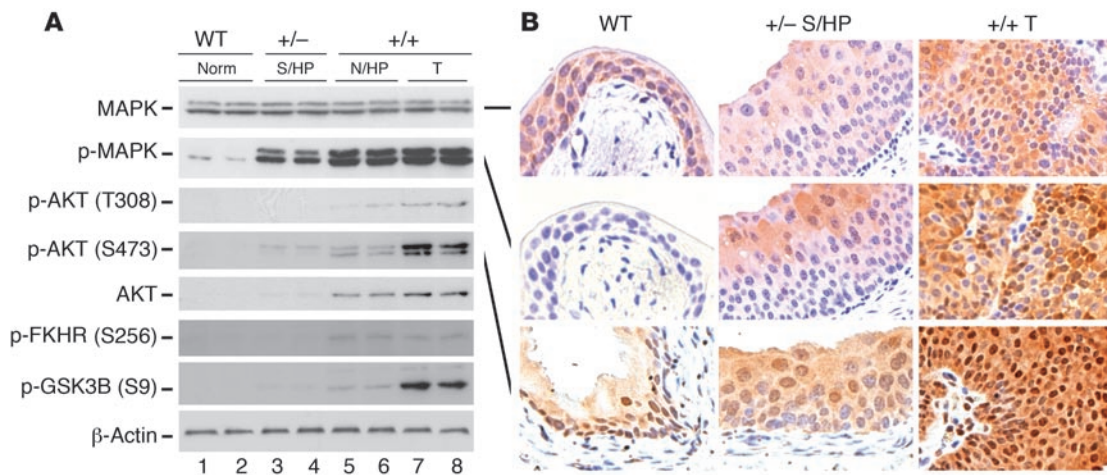 A
WT +/– +/+
Norm S/HP N/HP T
MAPK
p-MAPK
p-AKT (T308)
p-AKT (S473)
AKT
p-FKHR (S256)
p-GSK3B (S9)
β-Actin
1 2 3 4 5 6 7 8
B
WT +/– S/HP +/+ T